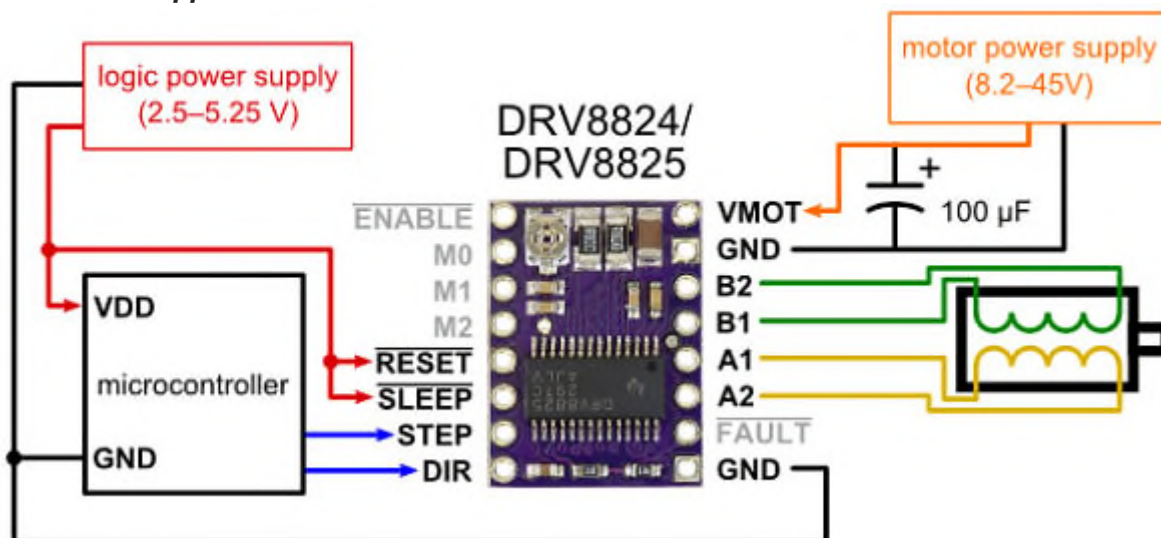 logic power supply
(2.5–5.25 V)
motor power supply
(8.2–45V)
DRV8824/
DRV8825
ENABLE
M0
M1
M2
RESET
SLEEP
STEP
DIR
VMOT
GND
B2
B1
A1
A2
FAULT
GND
+
100 µF
VDD
microcontroller
GND